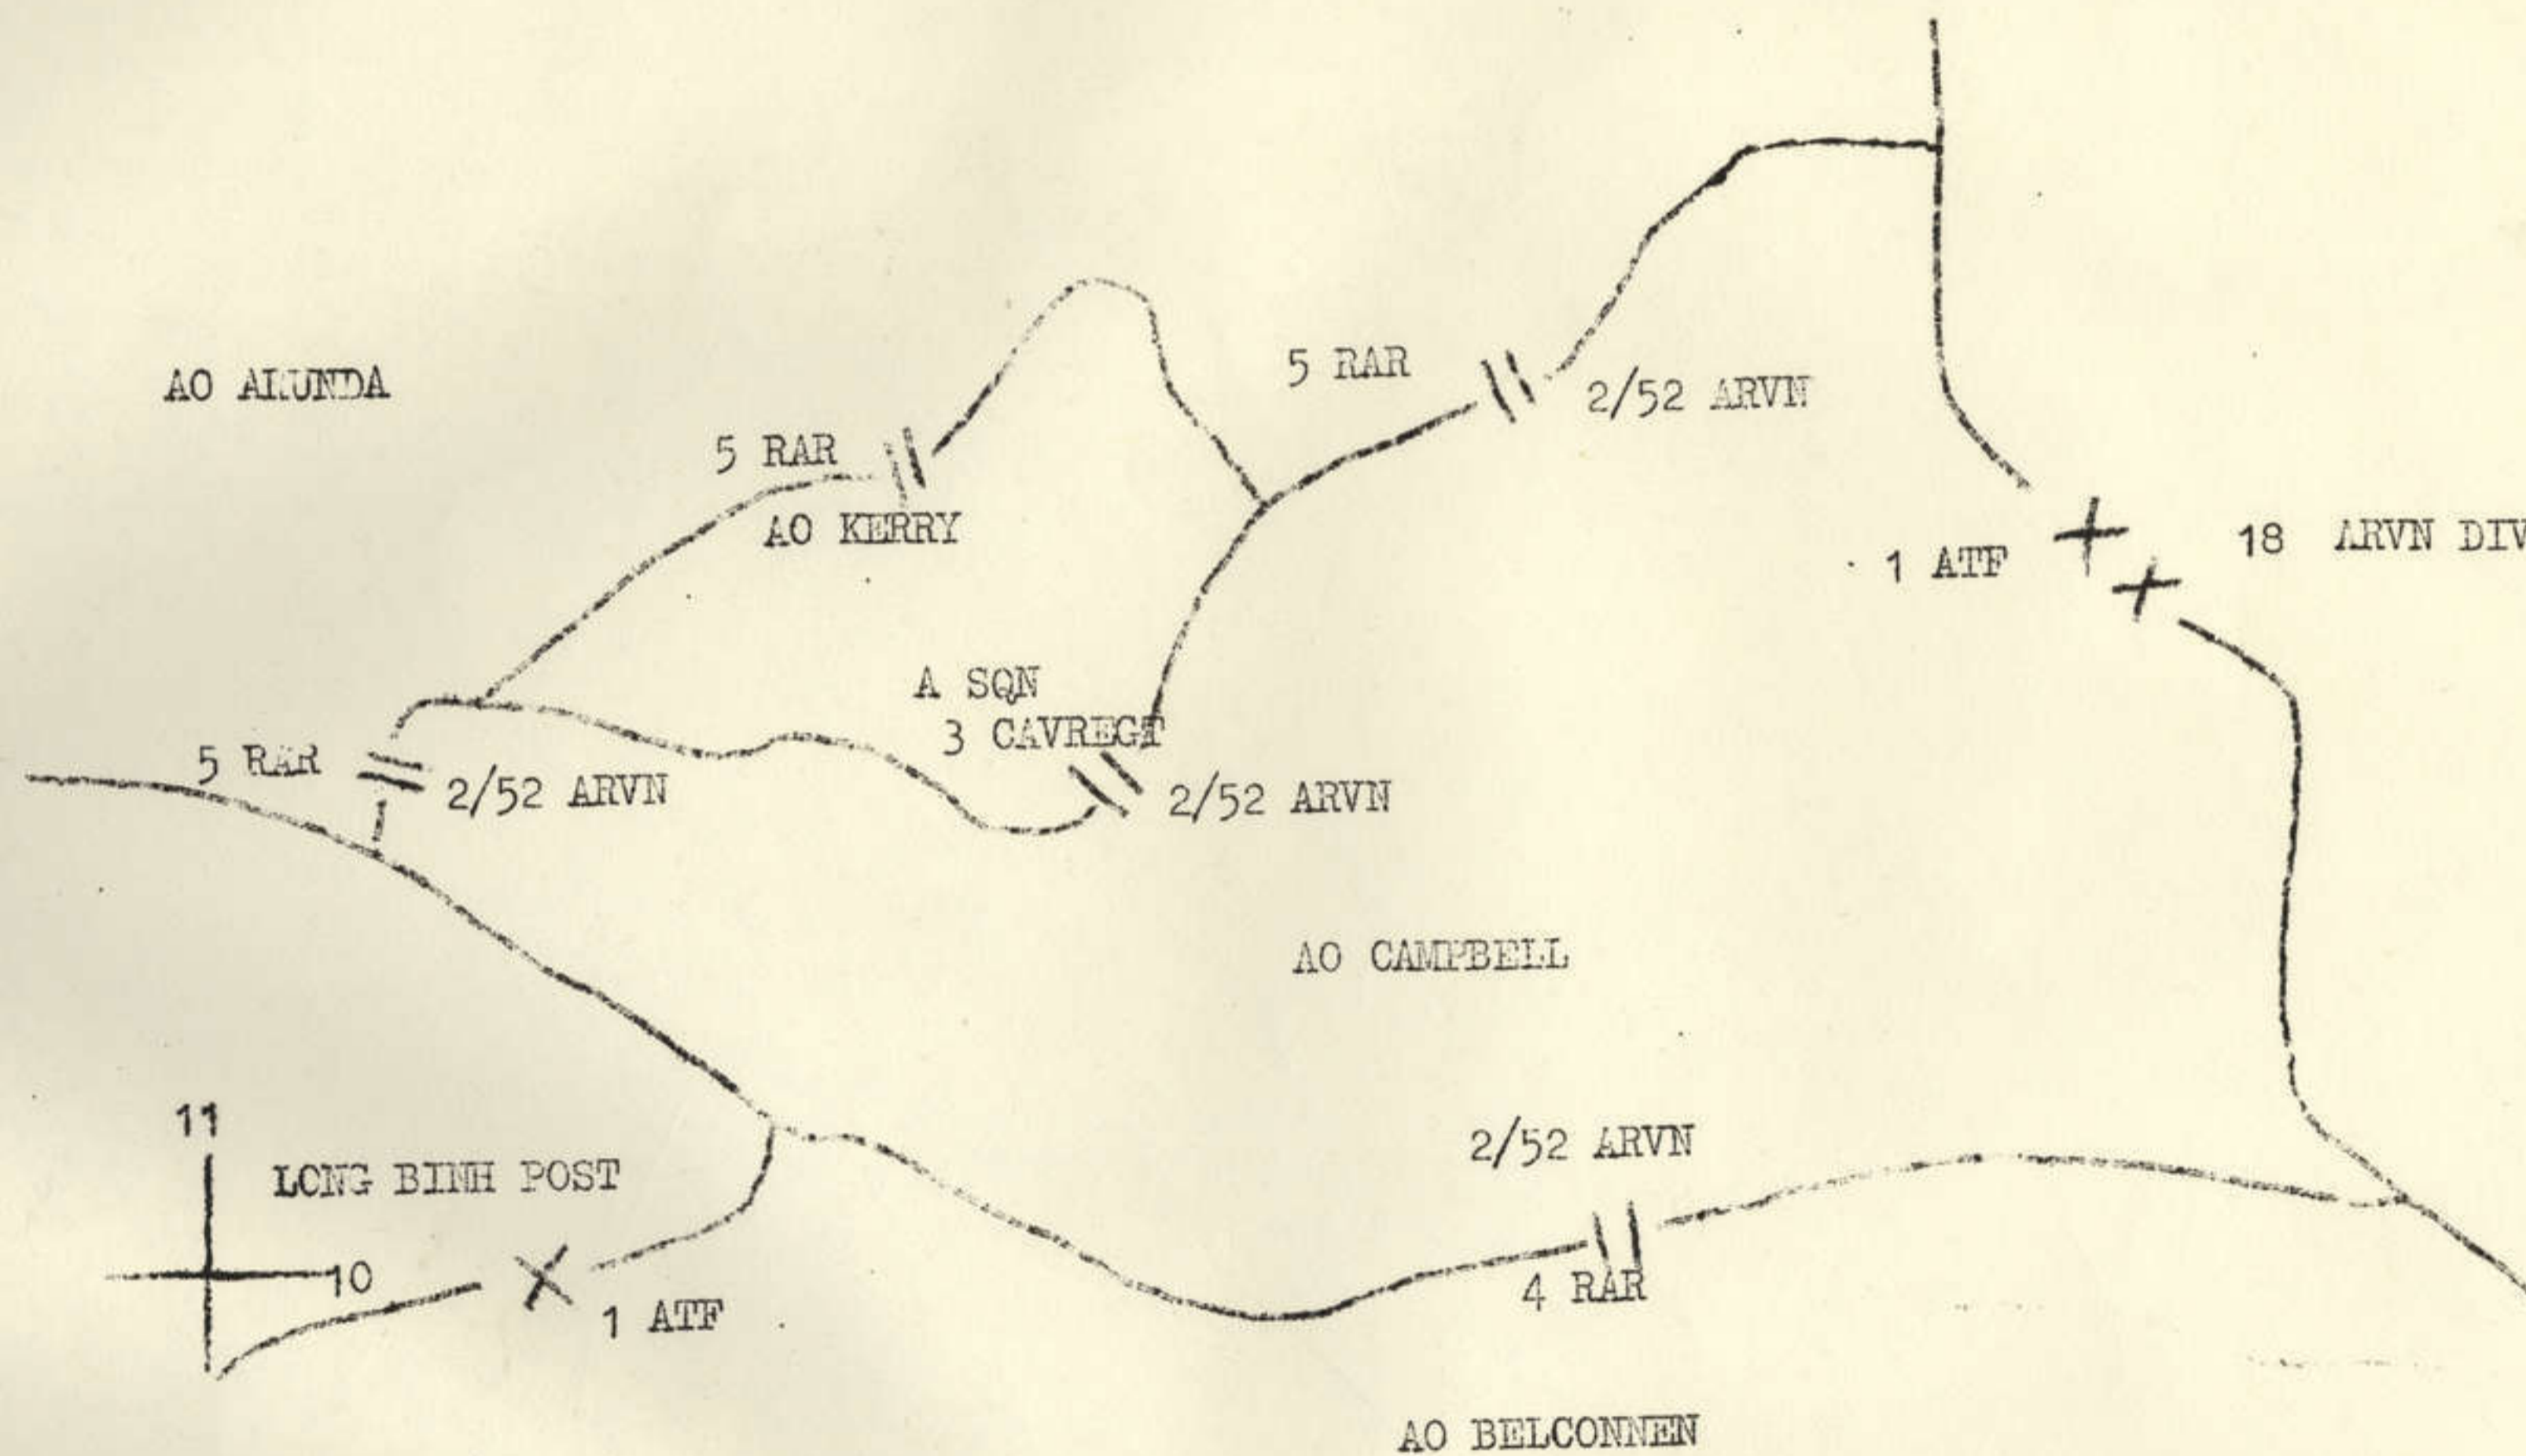 5 RAR
2/52 ARVN
AO AKUNDA
5 RAR
AO KERRY
1 ATF
18 ARVN DIV
A SQN
3 CAVREGT
5 RAR
2/52 ARVN
2/52 ARVN
AO CAMPBELL
11
LONG BINH POST
2/52 ARVN
10
1 ATF
4 RAR
AO BELCONNEN